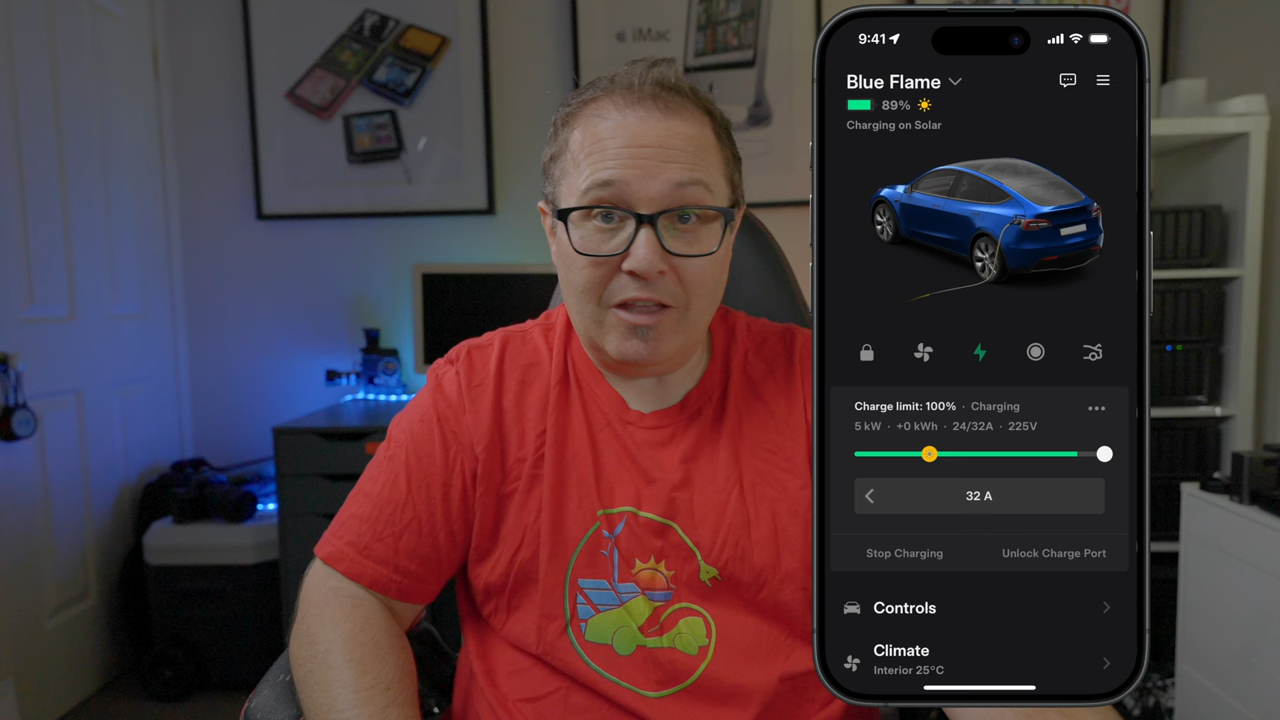 iMac
9:41
Blue Flame
89%
Charging on Solar
Charge limit: 100% · Charging
5 kW · +0 kWh · 24/32A · 225V
32 A
Stop Charging
Unlock Charge Port
Controls
Climate
Interior 25°C